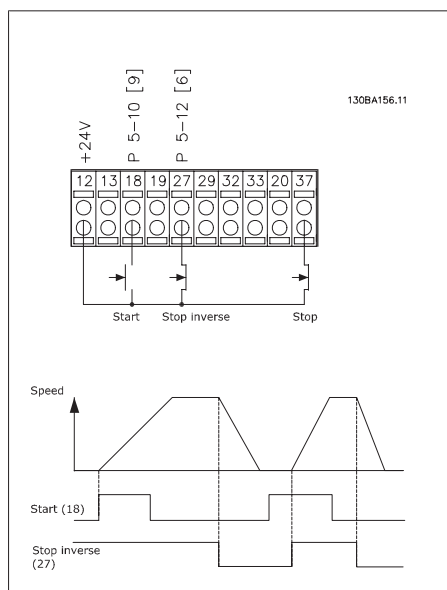 130BA156.11
+24V
P 5-10 [9]
P 5-12 [6]
12 13 18 19 27 29 32 33 20 37
Start Stop inverse Stop
Speed
Start (18)
Stop inverse
(27)